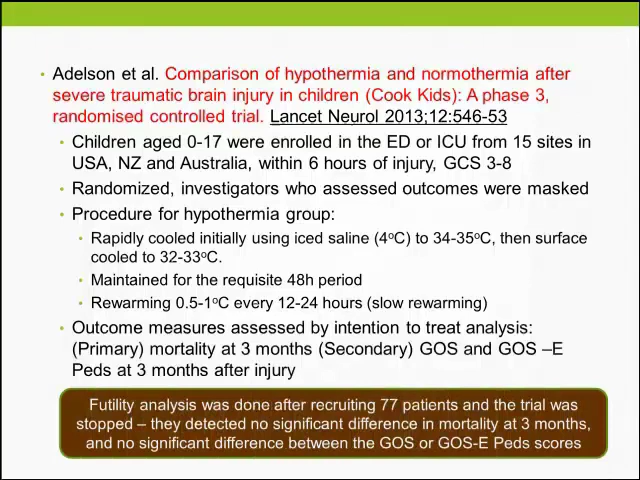 Adelson et al. Comparison of hypothermia and normothermia after
severe traumatic brain injury in children (Cook Kids): A phase 3,
randomised controlled trial. Lancet Neurol 2013;12:546-53
Children aged 0-17 were enrolled in the ED or ICU from 15 sites in
USA, NZ and Australia, within 6 hours of injury, GCS 3-8
Randomized, investigators who assessed outcomes were masked
Procedure for hypothermia group:
Rapidly cooled initially using iced saline (4ºC) to 34-35ºC, then surface
cooled to 32-33ºC.
Maintained for the requisite 48h period
Rewarming 0.5-1ºC every 12-24 hours (slow rewarming)
Outcome measures assessed by intention to treat analysis:
(Primary) mortality at 3 months (Secondary) GOS and GOS –E
Peds at 3 months after injury
Futility analysis was done after recruiting 77 patients and the trial was
stopped – they detected no significant difference in mortality at 3 months,
and no significant difference between the GOS or GOS-E Peds scores